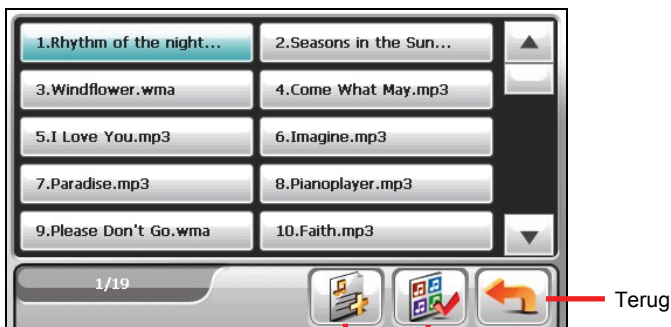 1.Rhythm of the night... 2.Seasons in the Sun...
3.Windflower.wma 4.Come What May.mp3
5.I Love You.mp3 6.Imagine.mp3
7.Paradise.mp3 8.Pianoplayer.mp3
9.Please Don't Go.wma 10.Faith.mp3
1/19 Terug